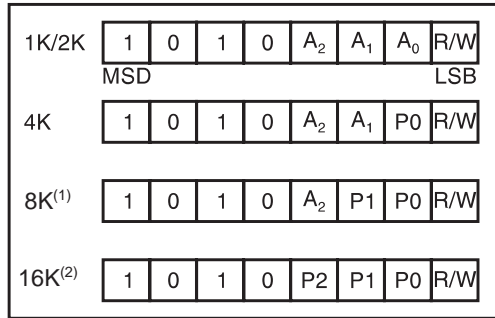 1K/2K 1 0 1 0 A₂ A₁ A₀ R/W
MSD LSB
4K 1 0 1 0 A₂ A₁ P0 R/W
8K⁽¹⁾ 1 0 1 0 A₂ P1 P0 R/W
16K⁽²⁾ 1 0 1 0 P2 P1 P0 R/W